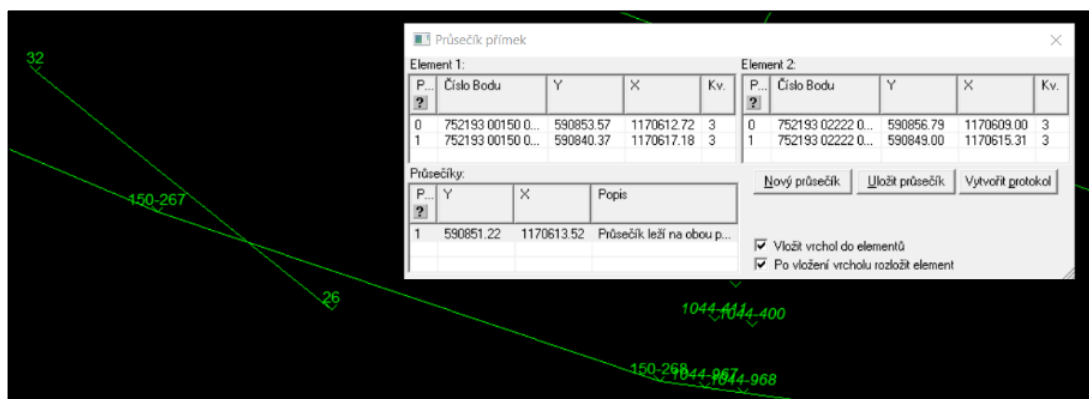 Průsečík přímek
Element 1:
P... Číslo Bodu Y X Kv.
?
0 752193 00150 0... 590853.57 1170612.72 3
1 752193 00150 0... 590840.37 1170617.18 3
Element 2:
P... Číslo Bodu Y X Kv.
?
0 752193 02222 0... 590856.79 1170609.00 3
1 752193 02222 0... 590849.00 1170615.31 3
Průsečíky:
P... Y X Popis
?
1 590851.22 1170613.52 Průsečík leží na obou p...
Nový průsečík Uložit průsečík Vytvořit protokol
Vložit vrchol do elementů
Po vložení vrcholu rozložit element
32
150-267
26
1044-411
1044-400
150-268
1044-967
1044-968